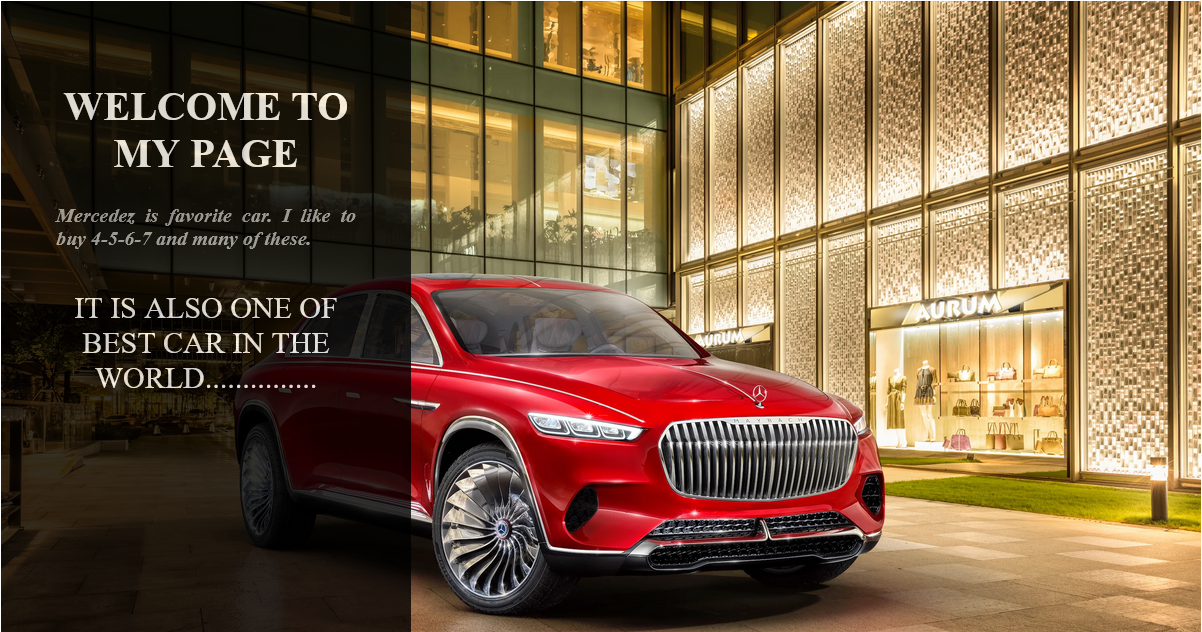 WELCOME TO
MY PAGE
Mercedez is favorite car. I like to
buy 4-5-6-7 and many of these.
IT IS ALSO ONE OF
BEST CAR IN THE
WORLD...............
AURUM
AURUM
MAYBACH